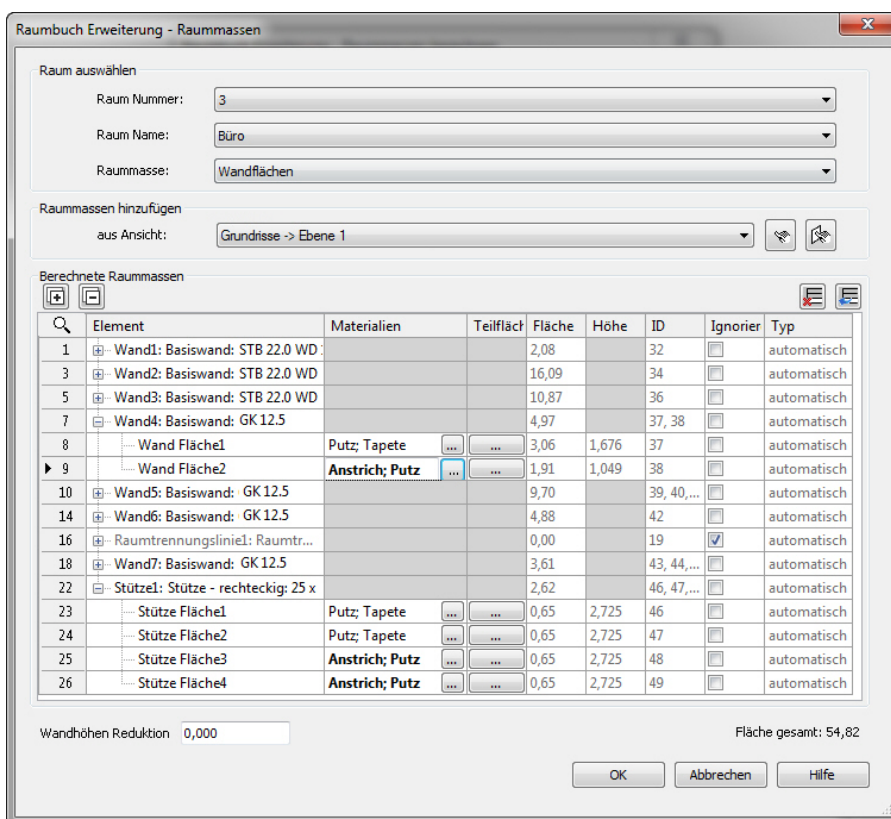 Raumbuch Erweiterung - Raummassen
Raum auswählen
Raum Nummer: 3
Raum Name: Büro
Raummasse: Wandflächen
Raummassen hinzufügen
aus Ansicht: Grundrisse -> Ebene 1
Berechnete Raummassen
Element Materialien Teilfläch Fläche Höhe ID Ignorier Typ
1 Wand1: Basiswand: STB 22.0 WD 2,08 32 automatisch
3 Wand2: Basiswand: STB 22.0 WD 16,09 34 automatisch
5 Wand3: Basiswand: STB 22.0 WD 10,87 36 automatisch
7 Wand4: Basiswand: GK 12.5 4,97 37, 38 automatisch
8 Wand Fläche1 Putz; Tapete ... ... 3,06 1,676 37 automatisch
9 Wand Fläche2 Anstrich; Putz ... ... 1,91 1,049 38 automatisch
10 Wand5: Basiswand: GK 12.5 9,70 39, 40,... automatisch
14 Wand6: Basiswand: GK 12.5 4,88 42 automatisch
16 Raumtrennungslinie1: Raumtr... 0,00 19 automatisch
18 Wand7: Basiswand: GK 12.5 3,61 43, 44,... automatisch
22 Stütze1: Stütze - rechteckig: 25 x 2,62 46, 47,... automatisch
23 Stütze Fläche1 Putz; Tapete ... ... 0,65 2,725 46 automatisch
24 Stütze Fläche2 Putz; Tapete ... ... 0,65 2,725 47 automatisch
25 Stütze Fläche3 Anstrich; Putz ... ... 0,65 2,725 48 automatisch
26 Stütze Fläche4 Anstrich; Putz ... ... 0,65 2,725 49 automatisch
Wandhöhen Reduktion 0,000 Fläche gesamt: 54,82
OK Abbrechen Hilfe